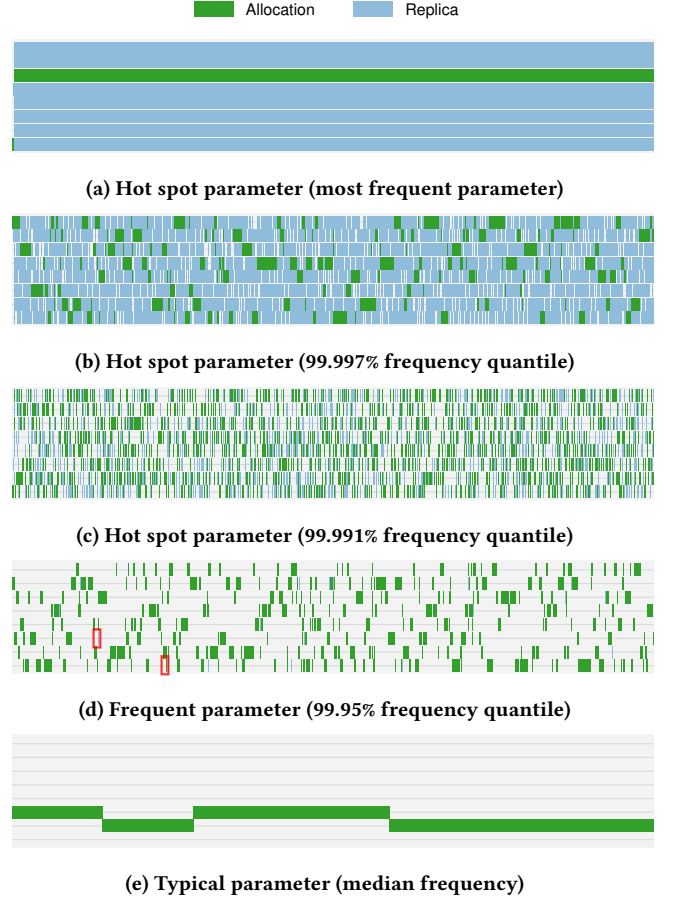 Allocation Replica
(a) Hot spot parameter (most frequent parameter)
(b) Hot spot parameter (99.997% frequency quantile)
(c) Hot spot parameter (99.991% frequency quantile)
(d) Frequent parameter (99.95% frequency quantile)
(e) Typical parameter (median frequency)